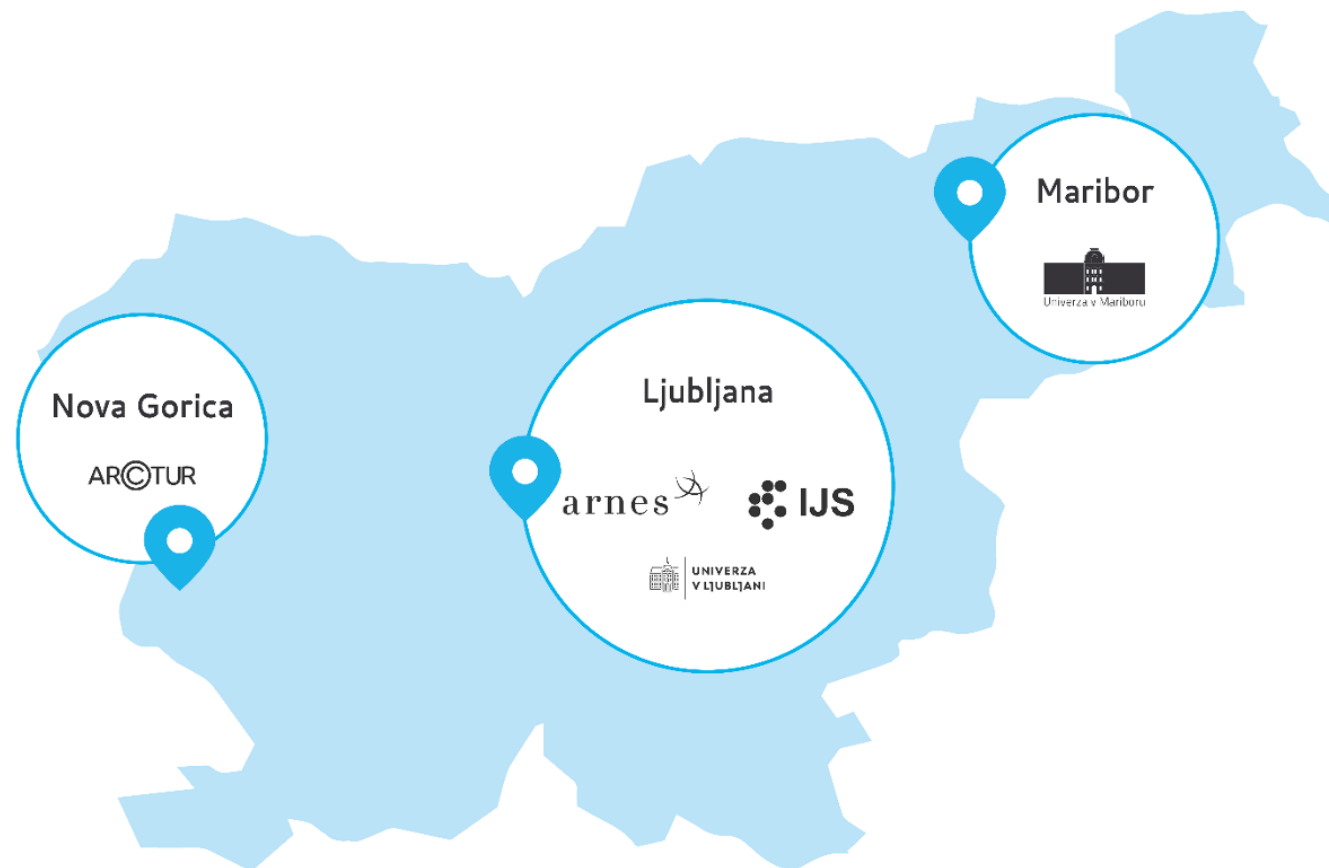 Maribor
Univerza v Mariboru
Nova Gorica
ARCTUR
Ljubljana
arnes
IJS
UNIVERZA
V LJUBLJANI